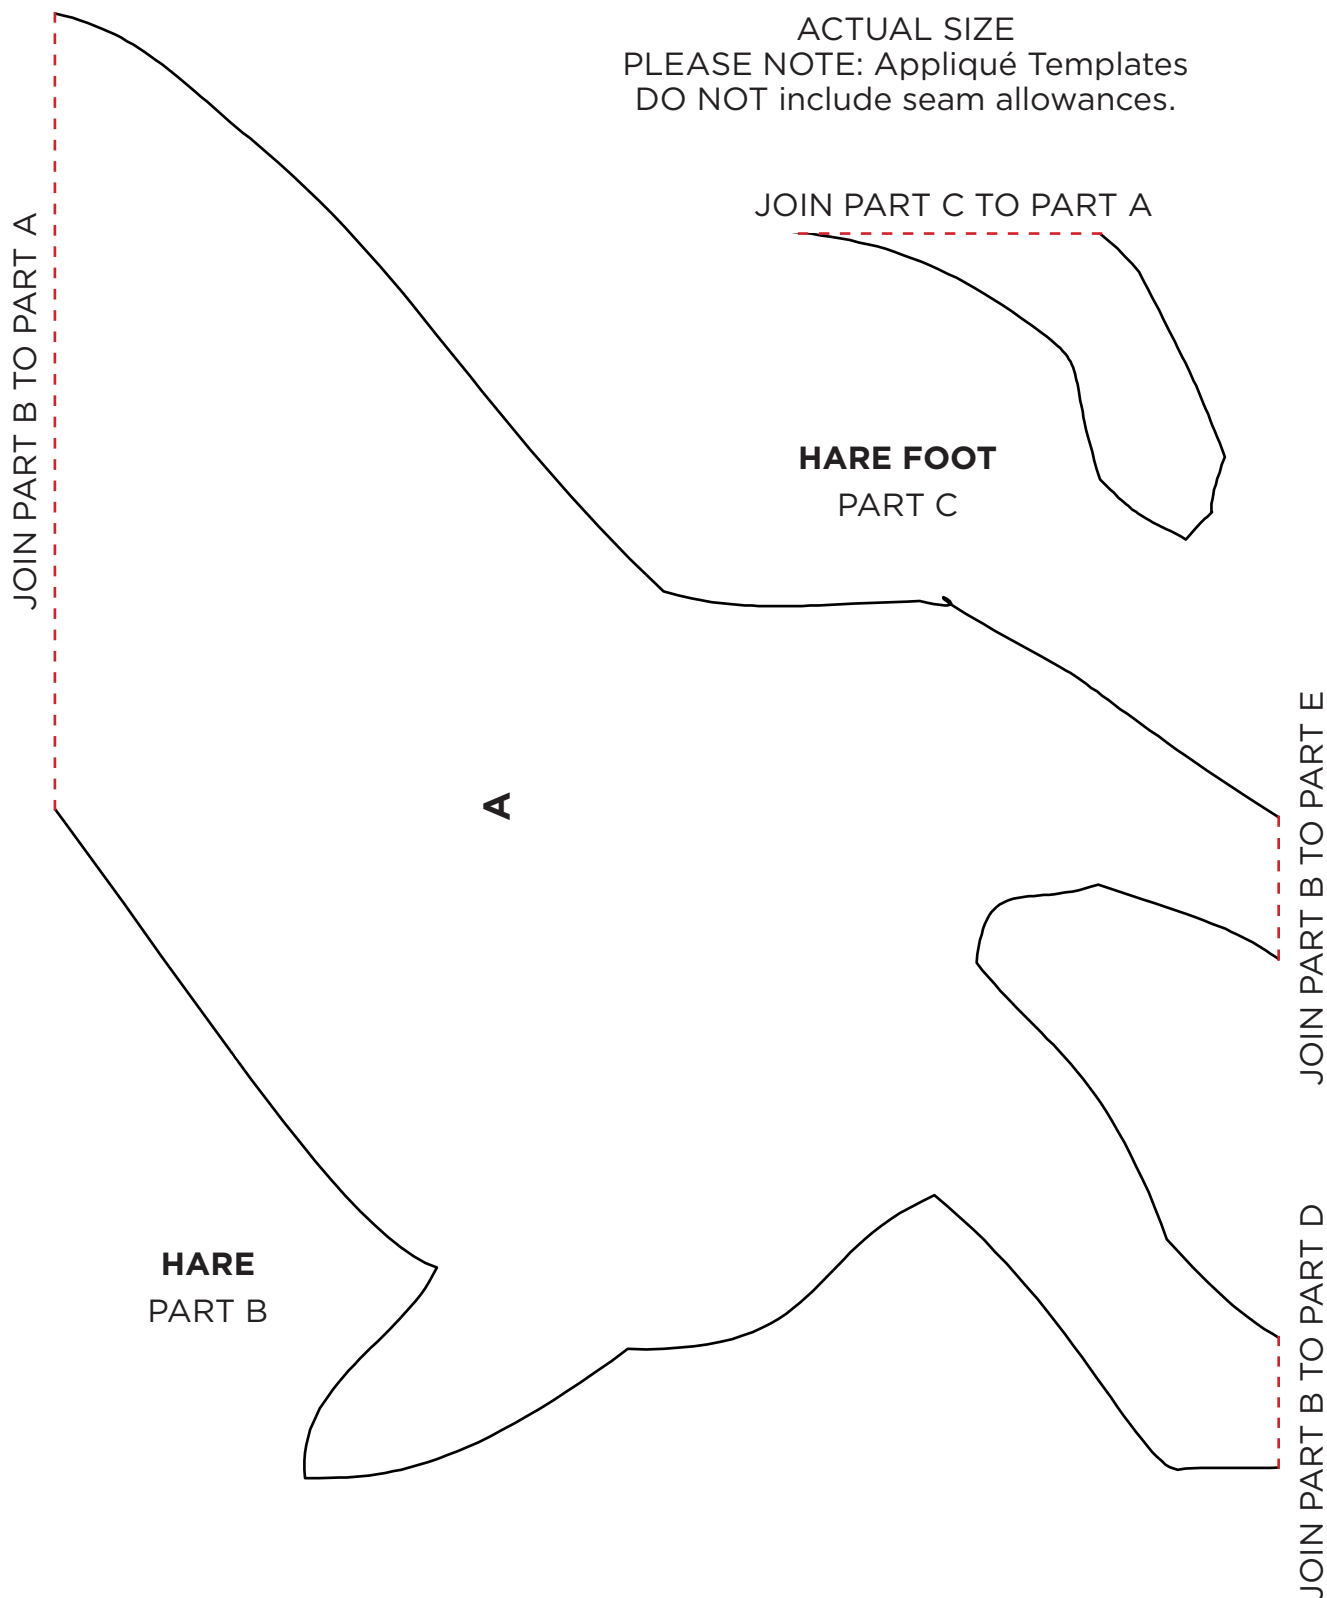 ACTUAL SIZE
PLEASE NOTE: Appliqué Templates
DO NOT include seam allowances.
JOIN PART C TO PART A
JOIN PART B TO PART A
HARE FOOT
PART C
A
JOIN PART B TO PART E
HARE
PART B
JOIN PART B TO PART D